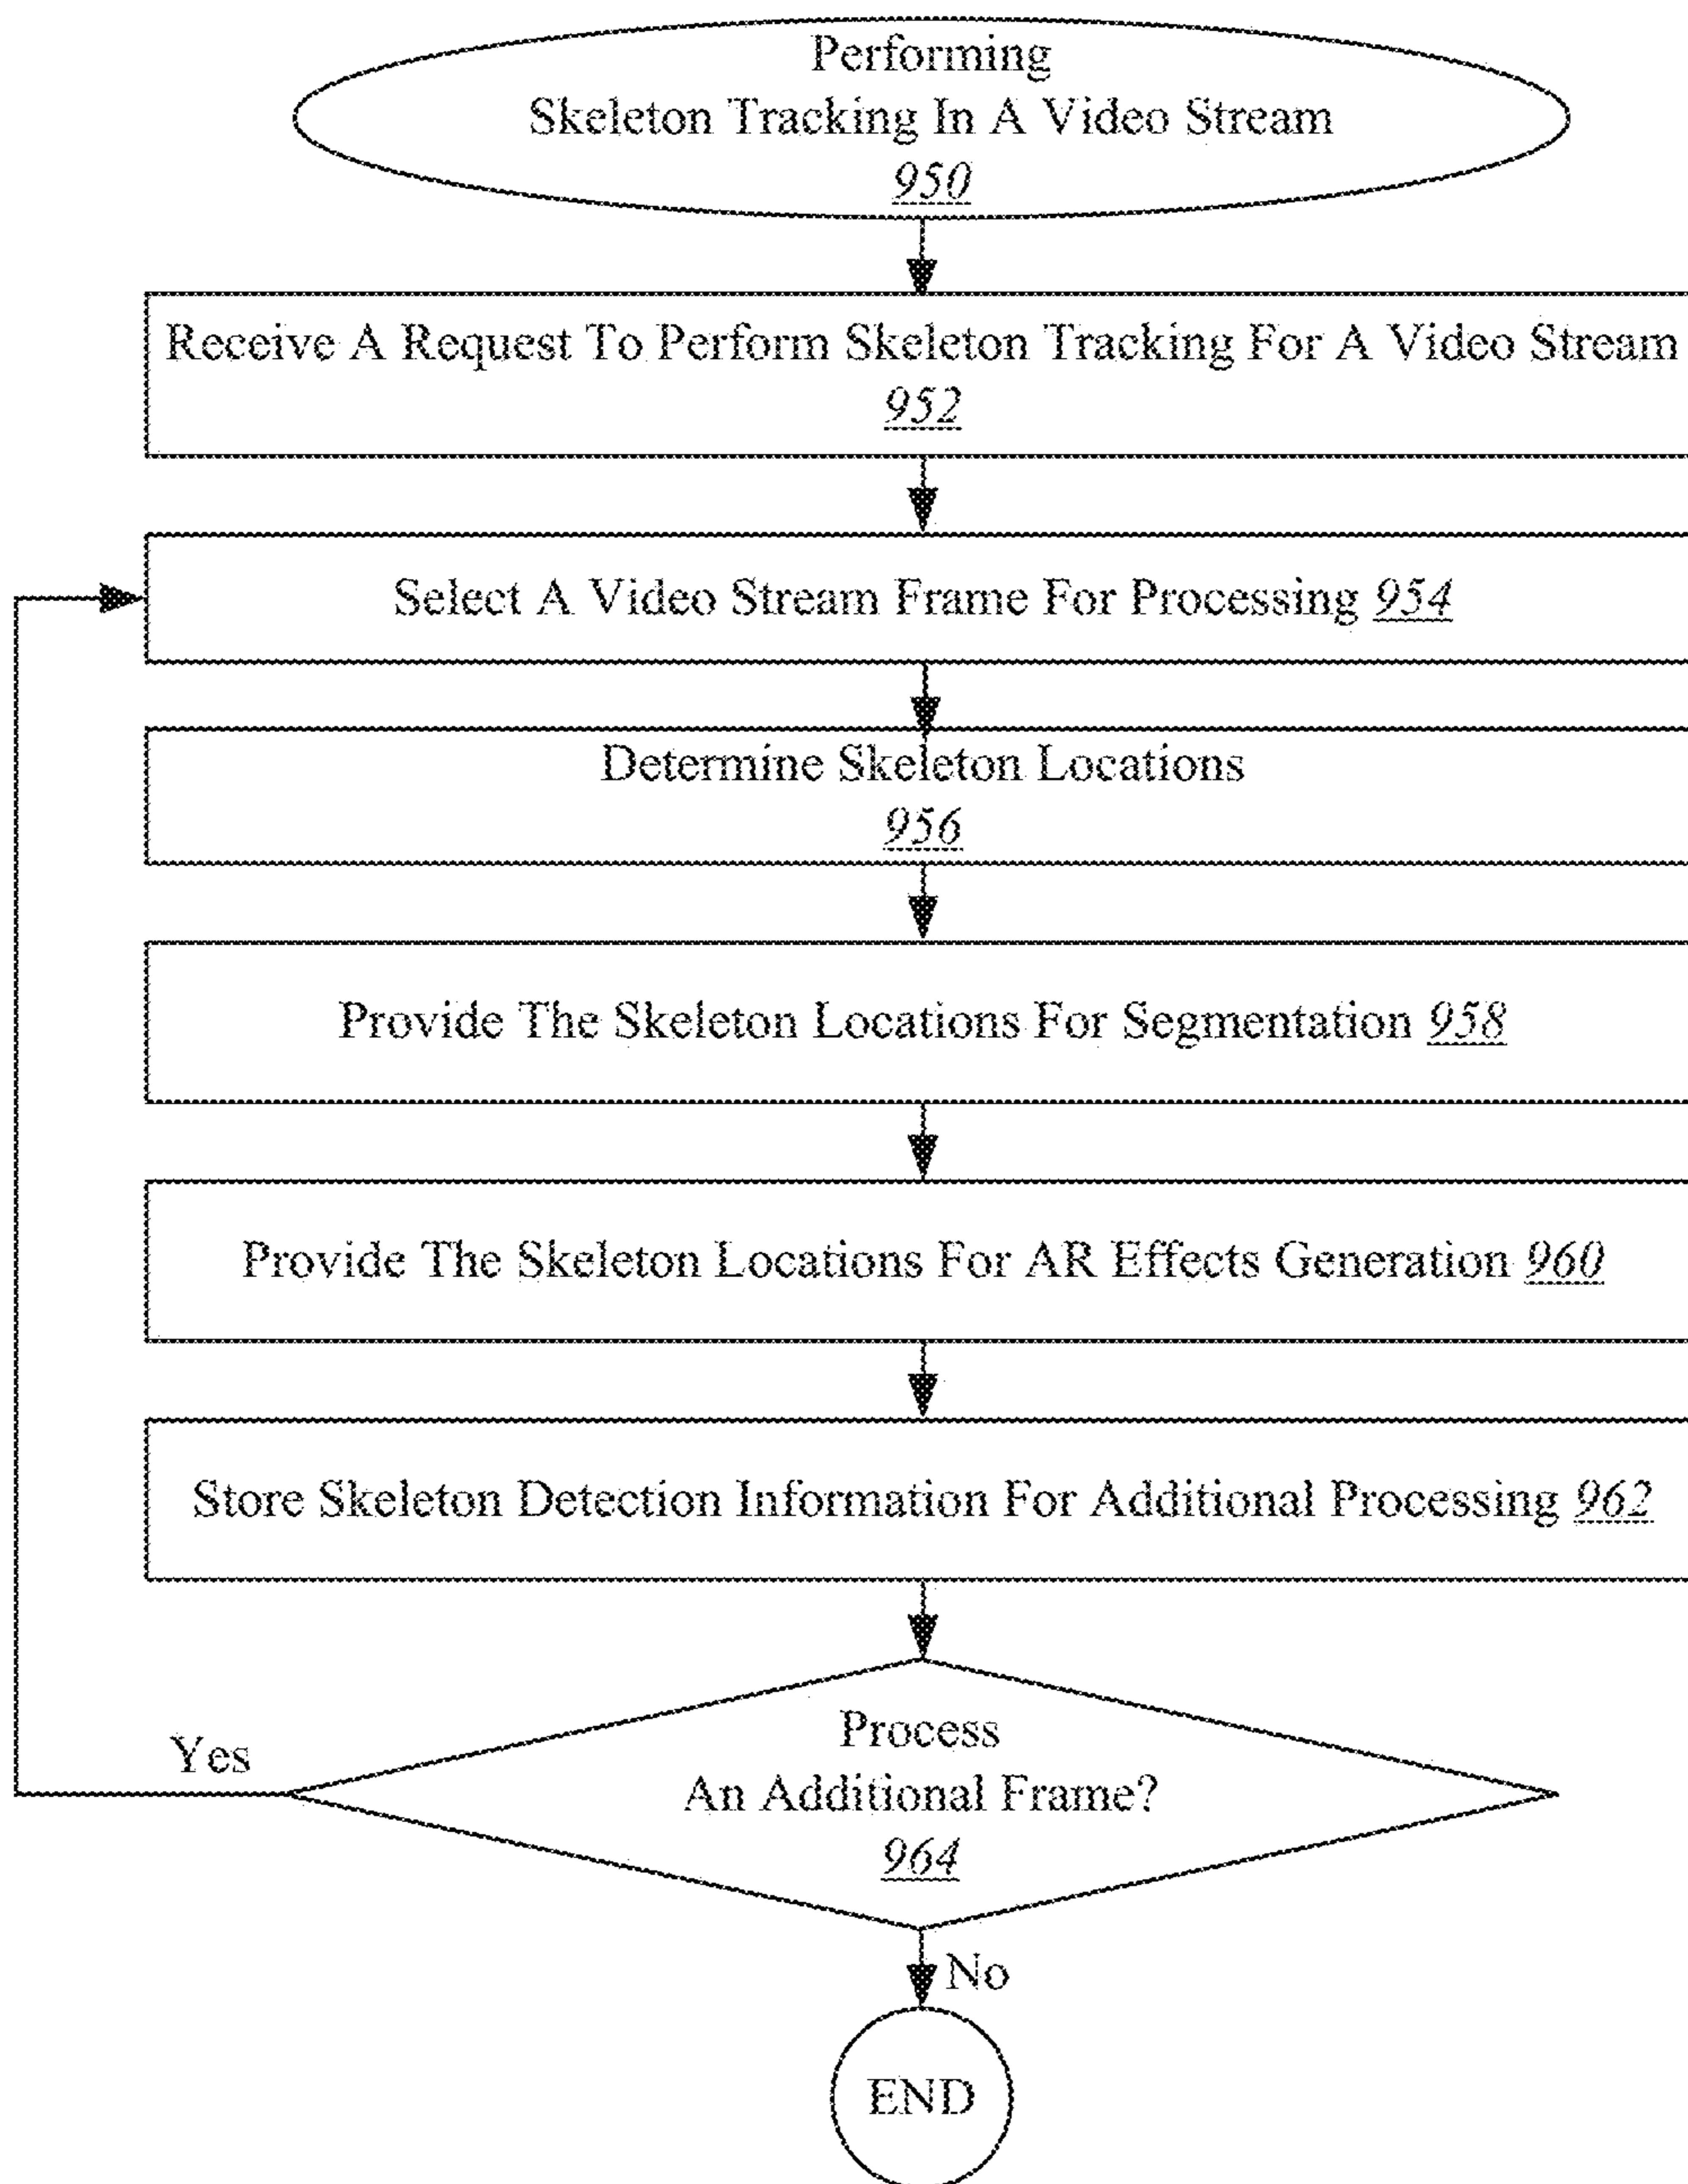 Performing
Skeleton Tracking In A Video Stream
950
Receive A Request To Perform Skeleton Tracking For A Video Stream
952
Select A Video Stream Frame For Processing 954
Determine Skeleton Locations
956
Provide The Skeleton Locations For Segmentation 958
Provide The Skeleton Locations For AR Effects Generation 960
Store Skeleton Detection Information For Additional Processing 962
Process
An Additional Frame?
964
Yes
No
END